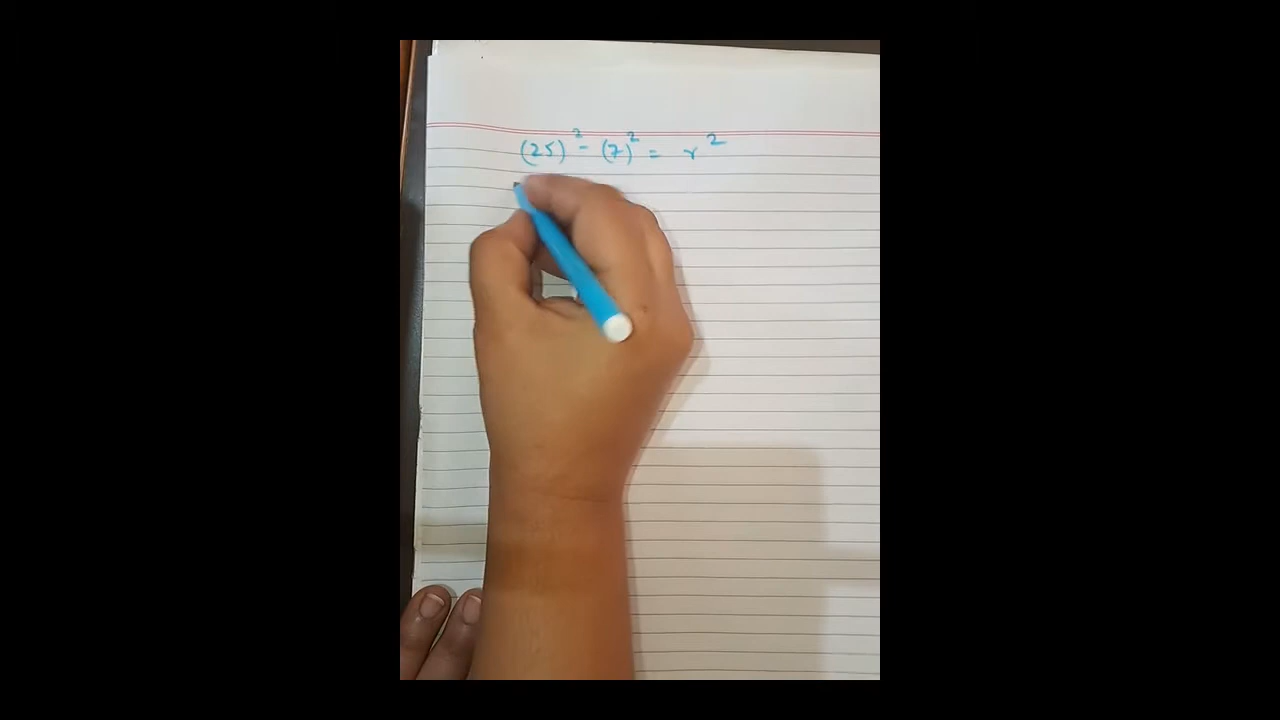 (25)² - (7)² = r²